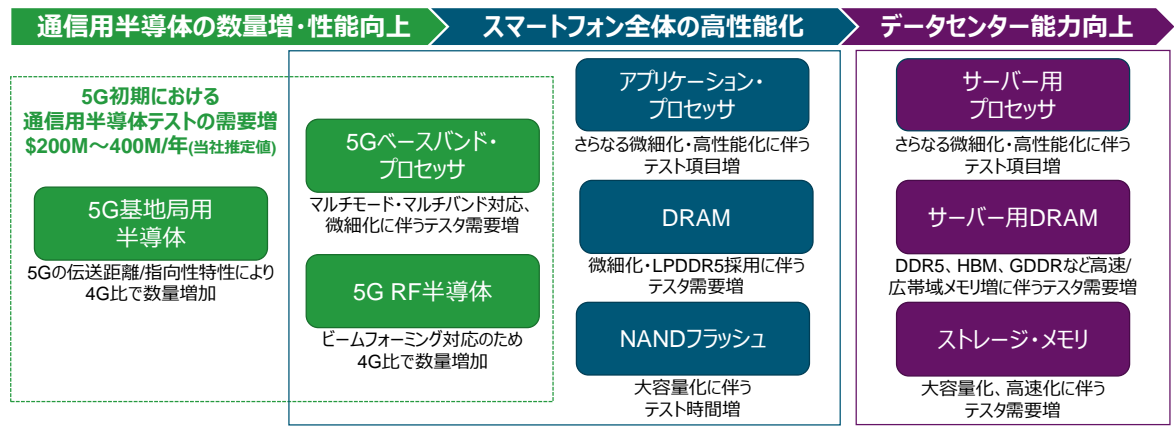 通信用半導体の数量増・性能向上
スマートフォン全体の高性能化
データセンター能力向上
5G初期における
通信用半導体テストの需要増
$200M～400M/年(当社推定値)
5G基地局用
半導体
5Gの伝送距離/指向性特性により
4G比で数量増加
5Gベースバンド・
プロセッサ
マルチモード・マルチバンド対応、
微細化に伴うテスタ需要増
5G RF半導体
ビームフォーミング対応のため
4G比で数量増加
アプリケーション・
プロセッサ
さらなる微細化・高性能化に伴う
テスト項目増
DRAM
微細化・LPDDR5採用に伴う
テスタ需要増
NANDフラッシュ
大容量化に伴う
テスト時間増
サーバー用
プロセッサ
さらなる微細化・高性能化に伴う
テスト項目増
サーバー用DRAM
DDR5、HBM、GDDRなど高速/
広帯域メモリ増に伴うテスタ需要増
ストレージ・メモリ
大容量化、高速化に伴う
テスタ需要増